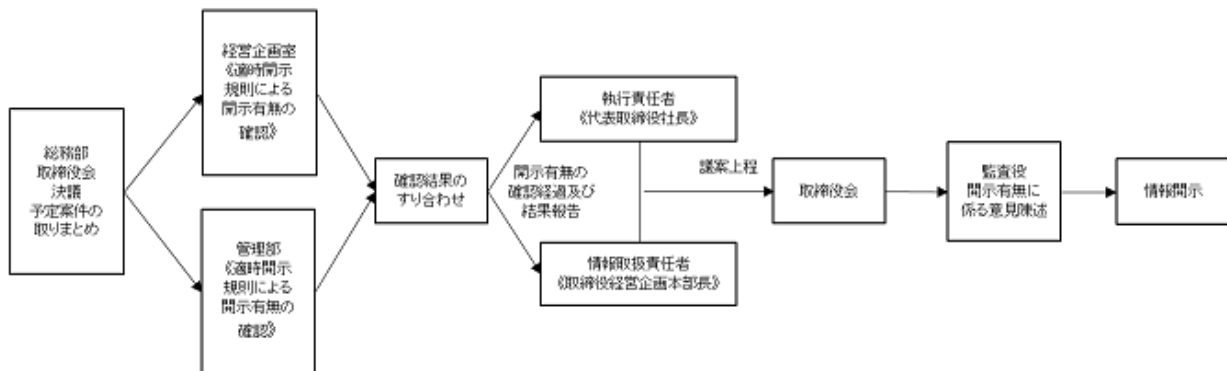 総務部
取締役会
決議
予定案件の
取りまとめ
経営企画室
《適時開示
規則による
開示有無の
確認》
管理部
《適時開示
規則による
開示有無の
確認》
確認結果の
すり合わせ
開示有無の
確認経過及び
結果報告
執行責任者
《代表取締役社長》
情報取扱責任者
《取締役経営企画本部長》
議案上程
取締役会
監査役
開示有無に
係る意見陳述
情報開示